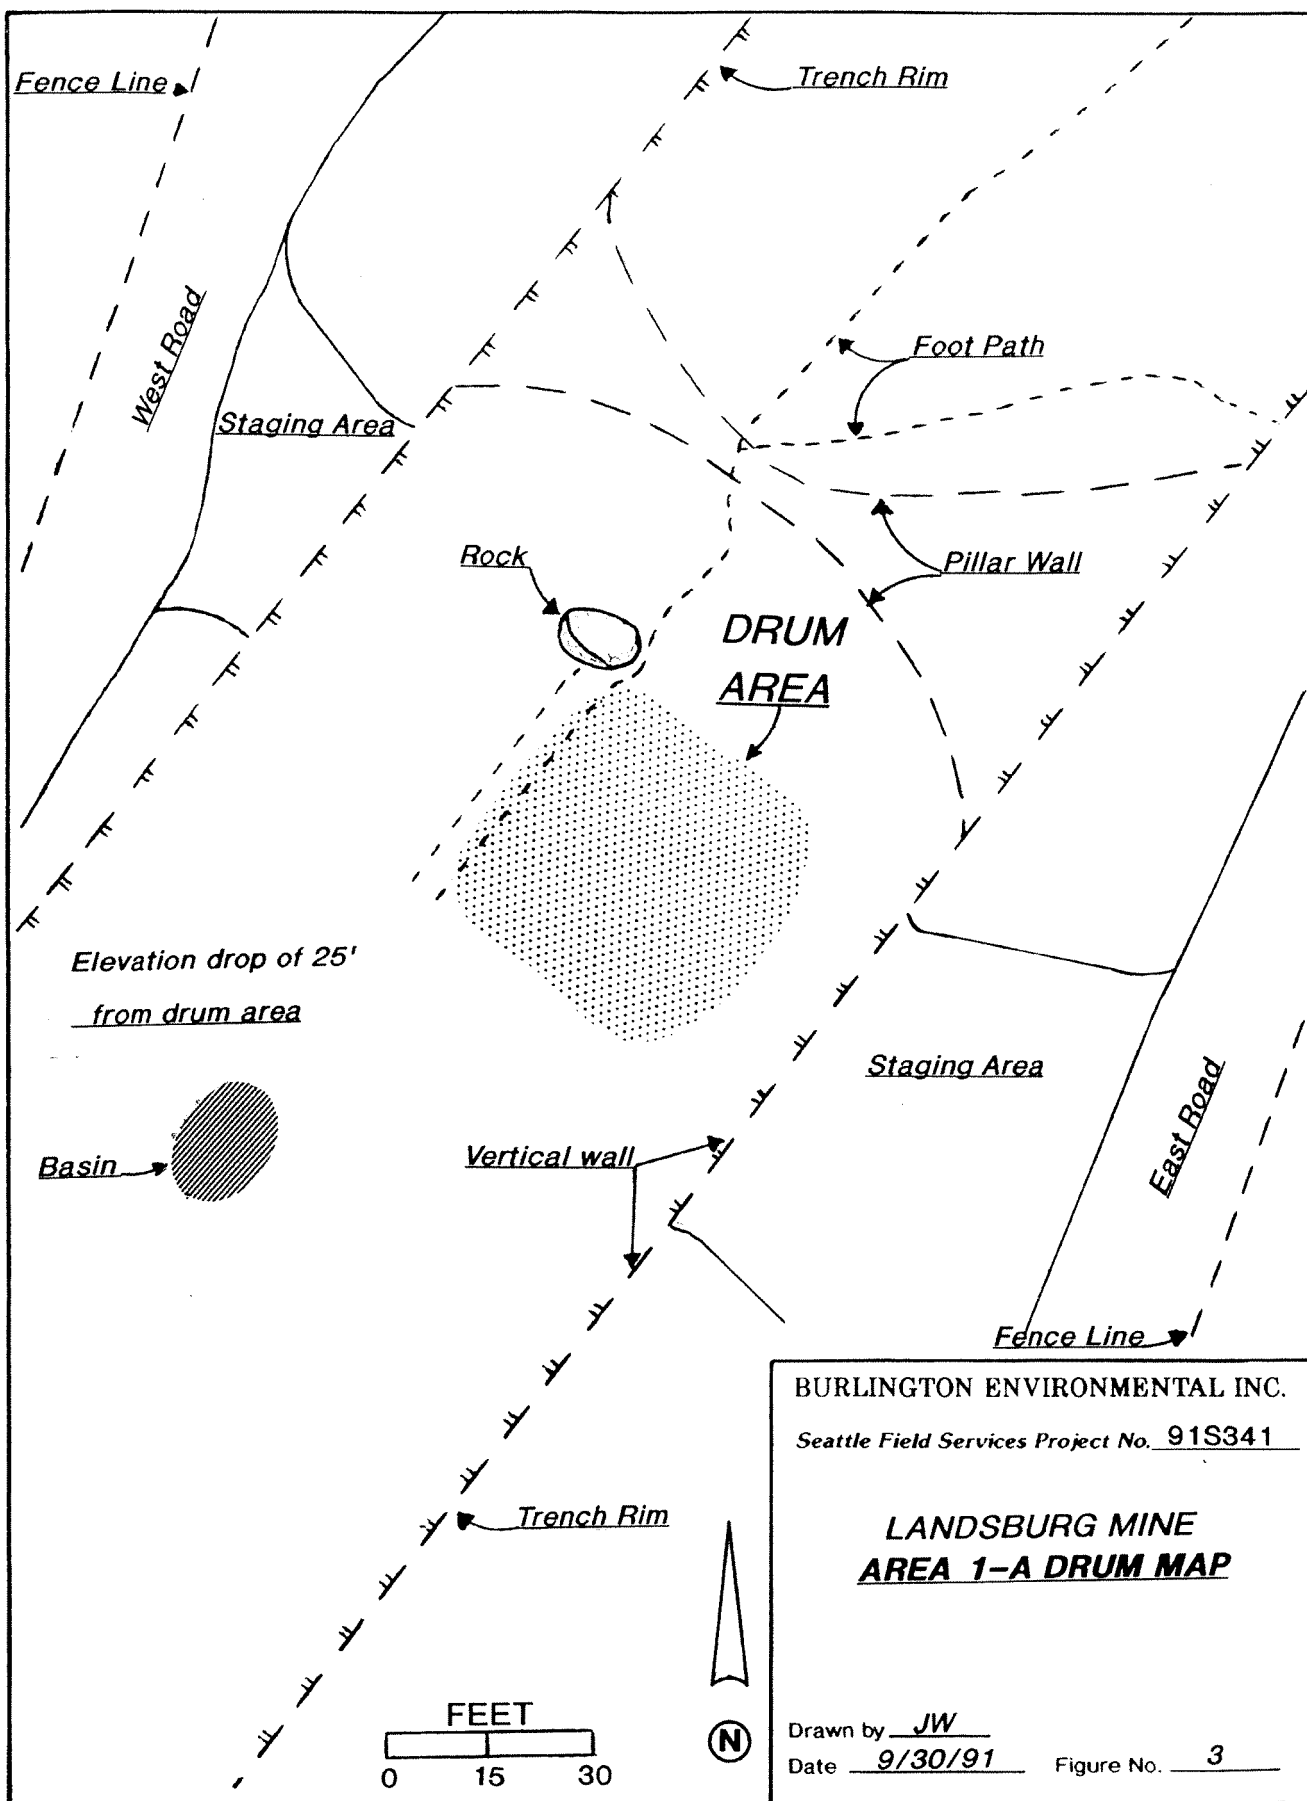 Fence Line
Trench Rim
West Road
Foot Path
Staging Area
Rock
Pillar Wall
DRUM
AREA
Elevation drop of 25'
from drum area
Staging Area
East Road
Basin
Vertical wall
Fence Line
Trench Rim
BURLINGTON ENVIRONMENTAL INC.
Seattle Field Services Project No. 91S341
LANDSBURG MINE
AREA 1-A DRUM MAP
FEET
0 15 30
N
Drawn by JW
Date 9/30/91 Figure No. 3